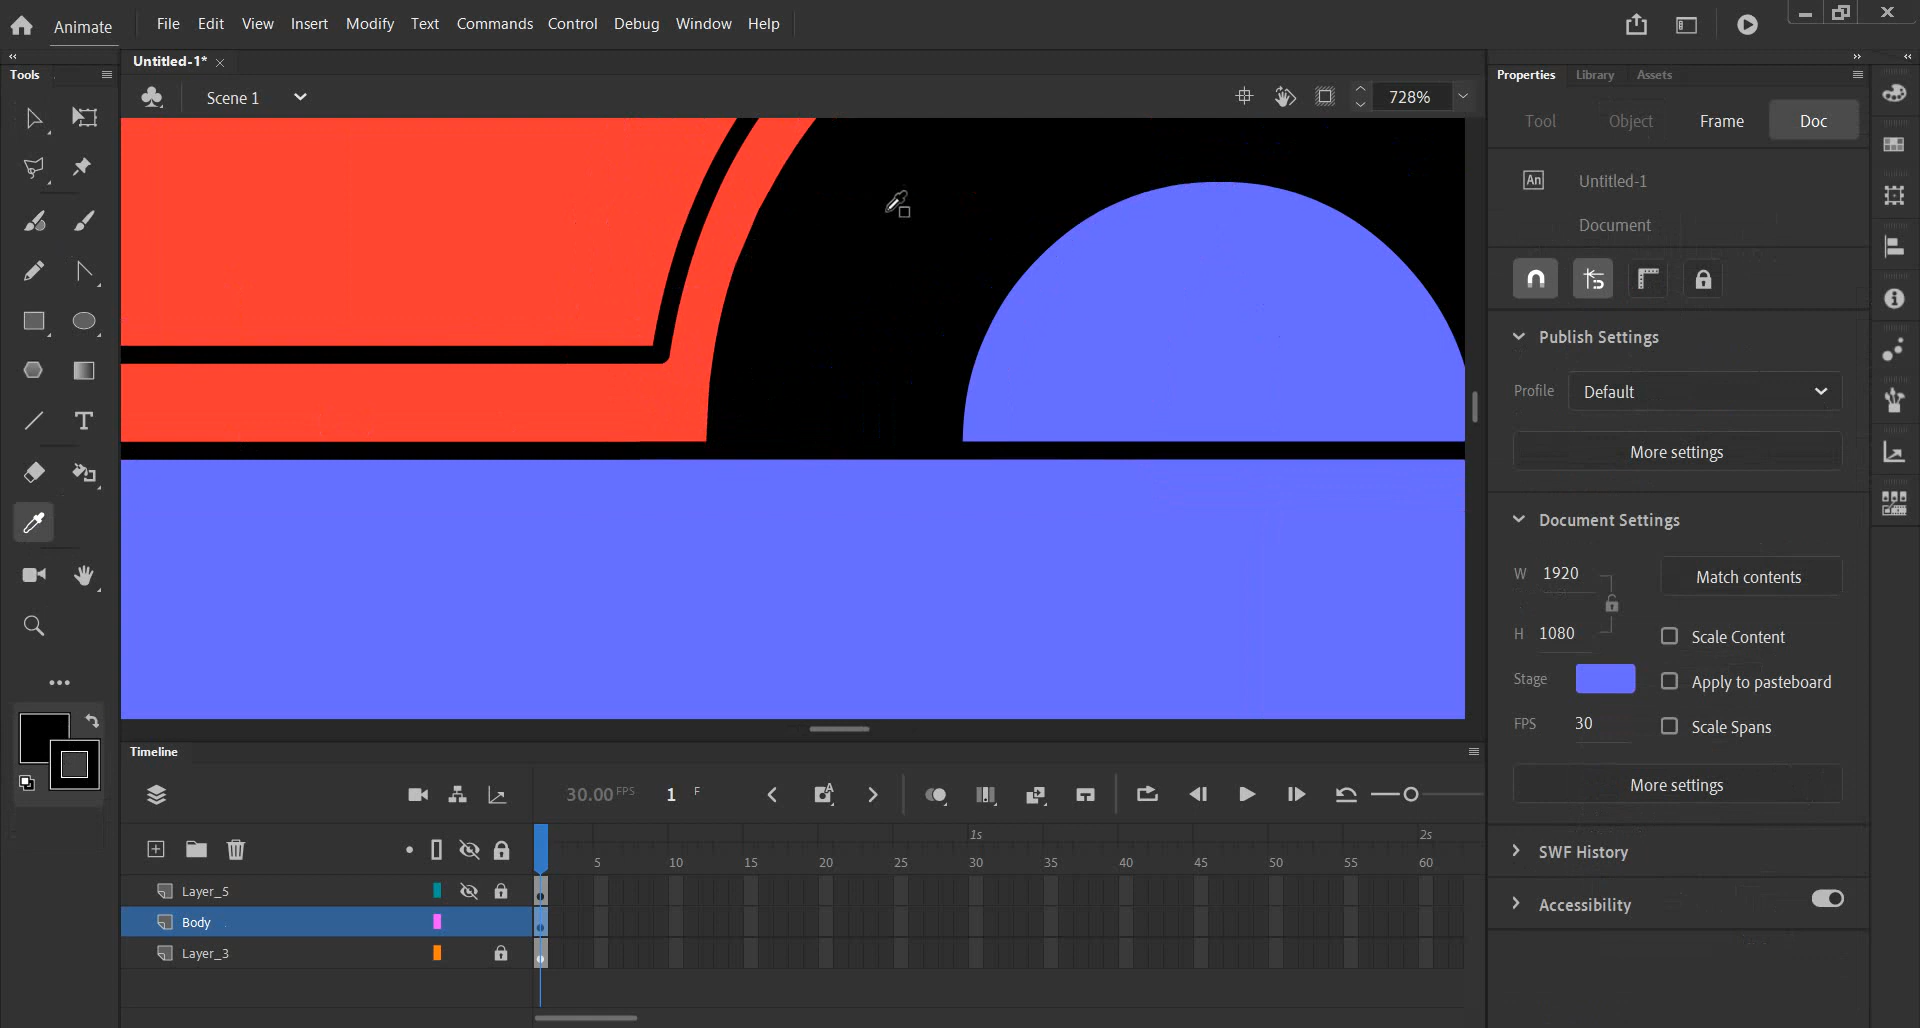 Animate File Edit View Insert Modify Text Commands Control Debug Window Help
Tools
Untitled-1*
Properties Library Assets
Scene 1
728%
Tool Object Frame Doc
An Untitled-1
Document
Publish Settings
Profile Default
More settings
Document Settings
W 1920
Match contents
H 1080
Scale Content
Stage
Apply to pasteboard
FPS 30
Scale Spans
More settings
SWF History
Accessibility
Timeline
30.00 FPS 1 F
1s 2s
5 10 15 20 25 30 35 40 45 50 55 60
Layer_5
Body
Layer_3